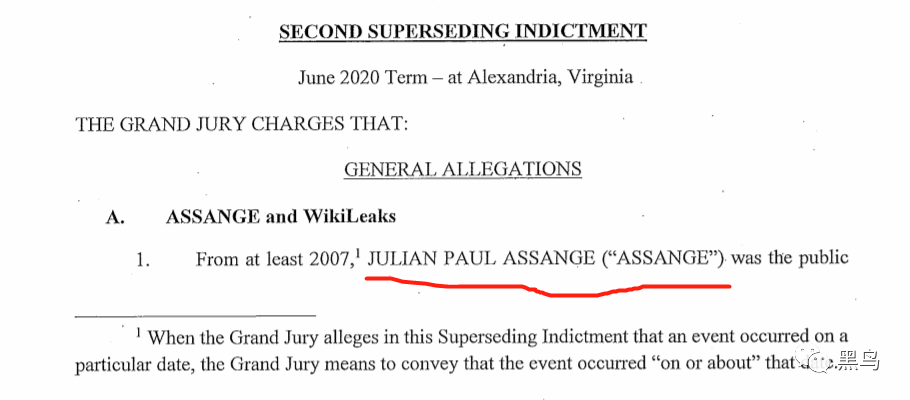 SECOND SUPERSEDING INDICTMENT
June 2020 Term – at Alexandria, Virginia
THE GRAND JURY CHARGES THAT:
GENERAL ALLEGATIONS
A. ASSANGE and WikiLeaks
1. From at least 2007,¹ JULIAN PAUL ASSANGE (“ASSANGE”) was the public
¹ When the Grand Jury alleges in this Superseding Indictment that an event occurred on a
particular date, the Grand Jury means to convey that the event occurred “on or about” that date.
黑鸟